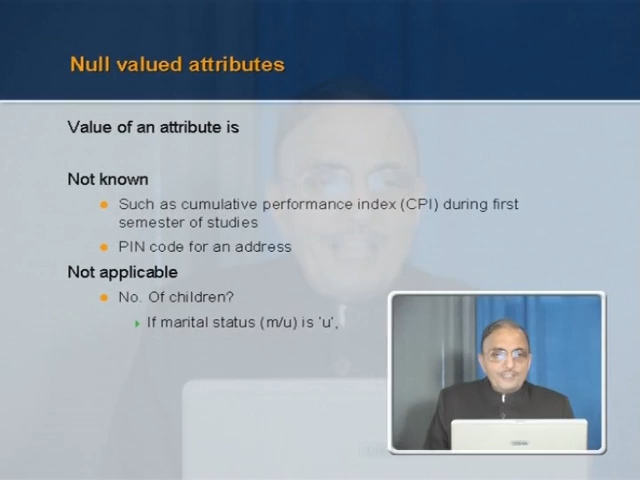 Null valued attributes
Value of an attribute is
Not known
Such as cumulative performance index (CPI) during first
semester of studies
PIN code for an address
Not applicable
No. Of children?
If marital status (m/u) is 'u',